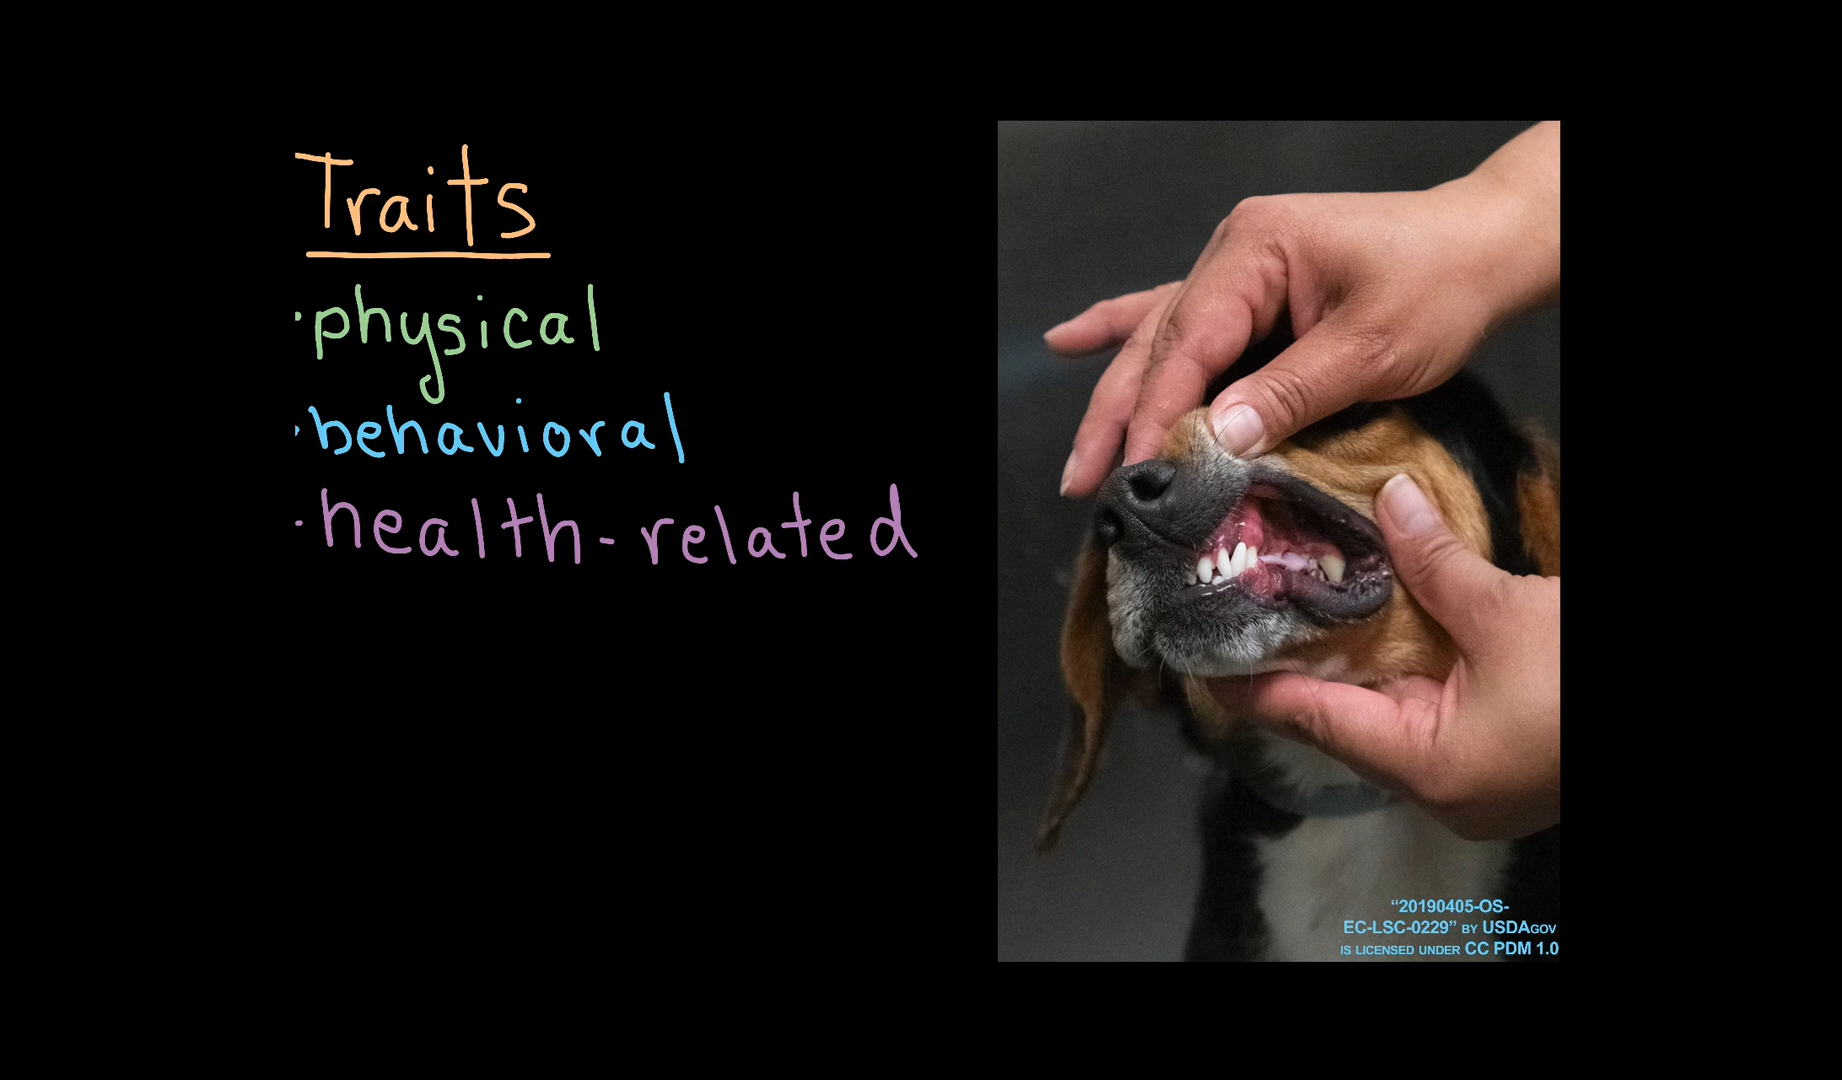 Traits
·physical
·behavioral
·health-related
“20190405-OS-
EC-LSC-0229” BY USDAGOV
IS LICENSED UNDER CC PDM 1.0